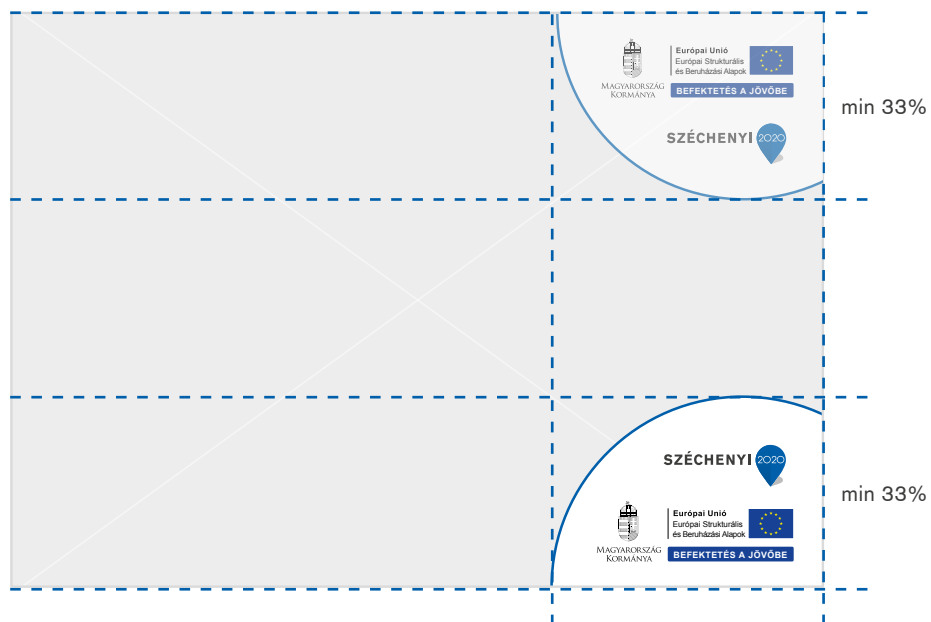 Európai Unió
Európai Strukturális
és Beruházási Alapok
MAGYARORSZÁG
KORMÁNYA
BEFEKTETÉS A JÖVŐBE
min 33%
SZÉCHENYI 2020
SZÉCHENYI 2020
min 33%
Európai Unió
Európai Strukturális
és Beruházási Alapok
MAGYARORSZÁG
KORMÁNYA
BEFEKTETÉS A JÖVŐBE